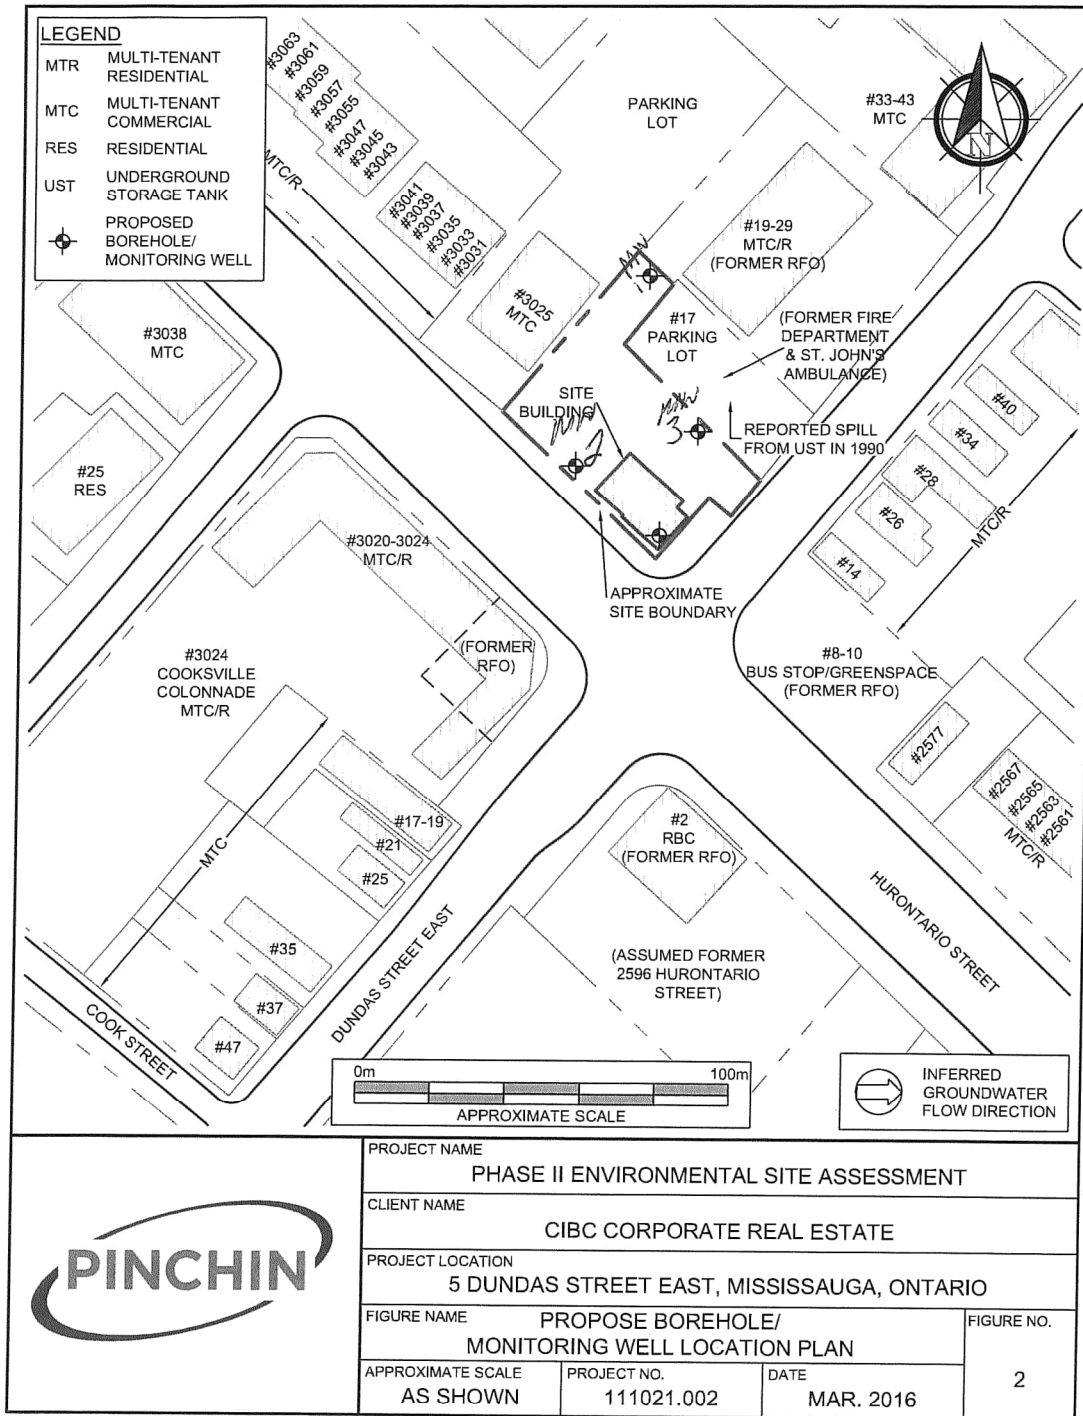 LEGEND
MTR MULTI-TENANT
RESIDENTIAL
MTC MULTI-TENANT
COMMERCIAL
RES RESIDENTIAL
UST UNDERGROUND
STORAGE TANK
PROPOSED
BOREHOLE/
MONITORING WELL
#3063
#3061
#3059
#3057
#3055
#3047
#3045
#3043
MTC/R
#3041
#3039
#3037
#3035
#3033
#3031
#3025
MTC
PARKING
LOT
#33-43
MTC
N
#19-29
MTC/R
(FORMER RFO)
MW
#17
PARKING
LOT
(FORMER FIRE
DEPARTMENT
& ST. JOHN'S
AMBULANCE)
SITE
BUILDING
MW
2
MW
3
REPORTED SPILL
FROM UST IN 1990
#3038
MTC
#25
RES
#40
#34
#28
#26
#14
MTC/R
#3020-3024
MTC/R
APPROXIMATE
SITE BOUNDARY
(FORMER
RFO)
#3024
COOKSVILLE
COLONNADE
MTC/R
#8-10
BUS STOP/GREENSPACE
(FORMER RFO)
#2577
#2567
#2565
#2563
#2561
MTC/R
MTC
#17-19
#21
#25
#35
#37
#47
#2
RBC
(FORMER RFO)
HURONTARIO STREET
DUNDAS STREET EAST
COOK STREET
(ASSUMED FORMER
2596 HURONTARIO
STREET)
0m 100m
APPROXIMATE SCALE
INFERRED
GROUNDWATER
FLOW DIRECTION
PINCHIN
PROJECT NAME
PHASE II ENVIRONMENTAL SITE ASSESSMENT
CLIENT NAME
CIBC CORPORATE REAL ESTATE
PROJECT LOCATION
5 DUNDAS STREET EAST, MISSISSAUGA, ONTARIO
FIGURE NAME PROPOSE BOREHOLE/
MONITORING WELL LOCATION PLAN
FIGURE NO.
2
APPROXIMATE SCALE
AS SHOWN
PROJECT NO.
111021.002
DATE
MAR. 2016